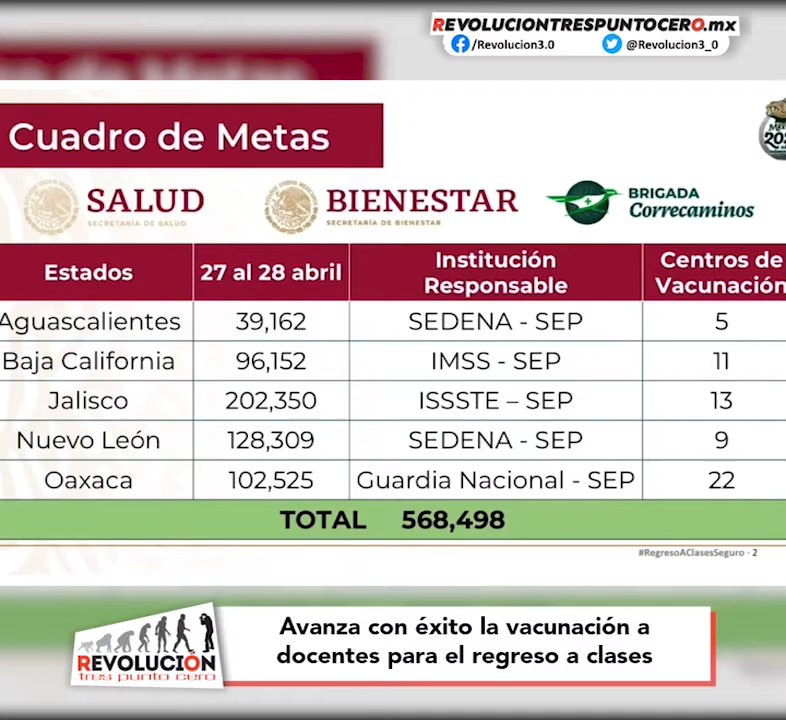 REVOLUCIONTRESPUNTOCERO.mx
/Revolucion3.0 @Revolucion3_0
Cuadro de Metas
SALUD
SECRETARÍA DE SALUD
BIENESTAR
SECRETARÍA DE BIENESTAR
BRIGADA
Correcaminos
Estados 27 al 28 abril Institución Responsable Centros de Vacunación
Aguascalientes 39,162 SEDENA - SEP 5
Baja California 96,152 IMSS - SEP 11
Jalisco 202,350 ISSSTE – SEP 13
Nuevo León 128,309 SEDENA - SEP 9
Oaxaca 102,525 Guardia Nacional - SEP 22
TOTAL 568,498
#RegresoAClasesSeguro - 2
REVOLUCIÓN
tres punto cero
Avanza con éxito la vacunación a
docentes para el regreso a clases